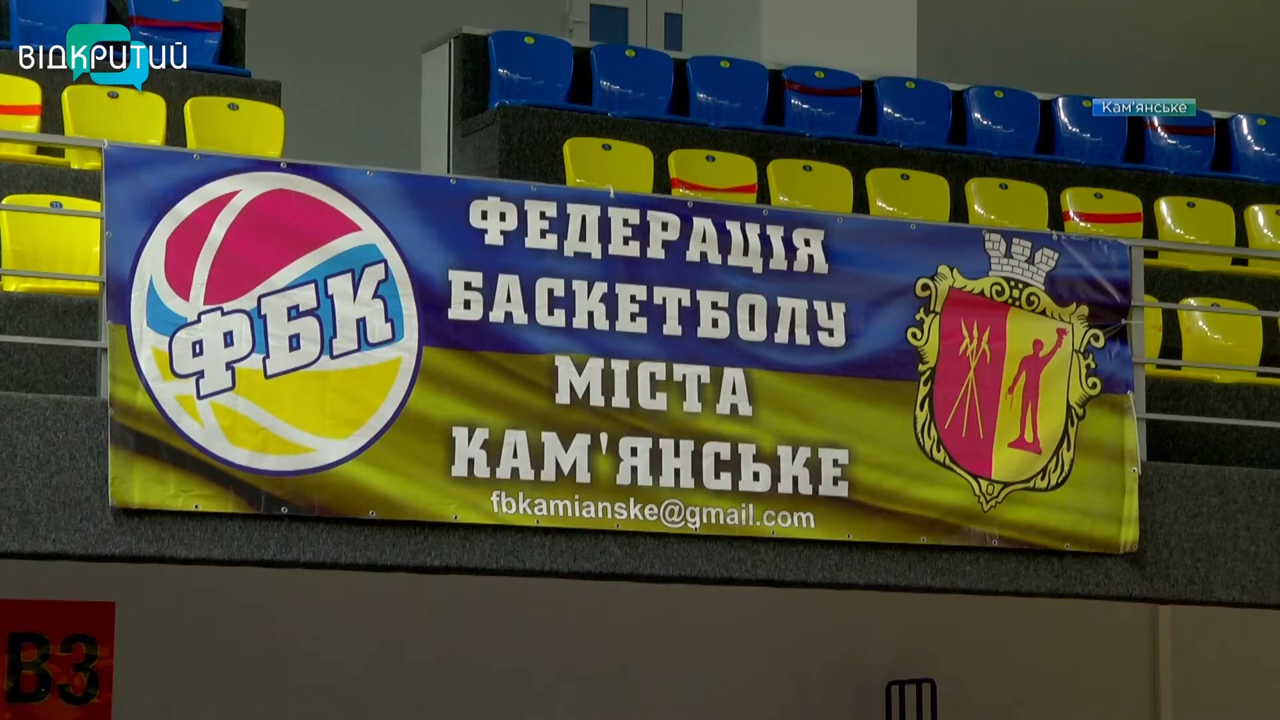 ВІДКРИТИЙ
Кам'янське
ФЕДЕРАЦІЯ
БАСКЕТБОЛУ
МІСТА
КАМ'ЯНСЬКЕ
fbkamianske@gmail.com
ФБК
B3